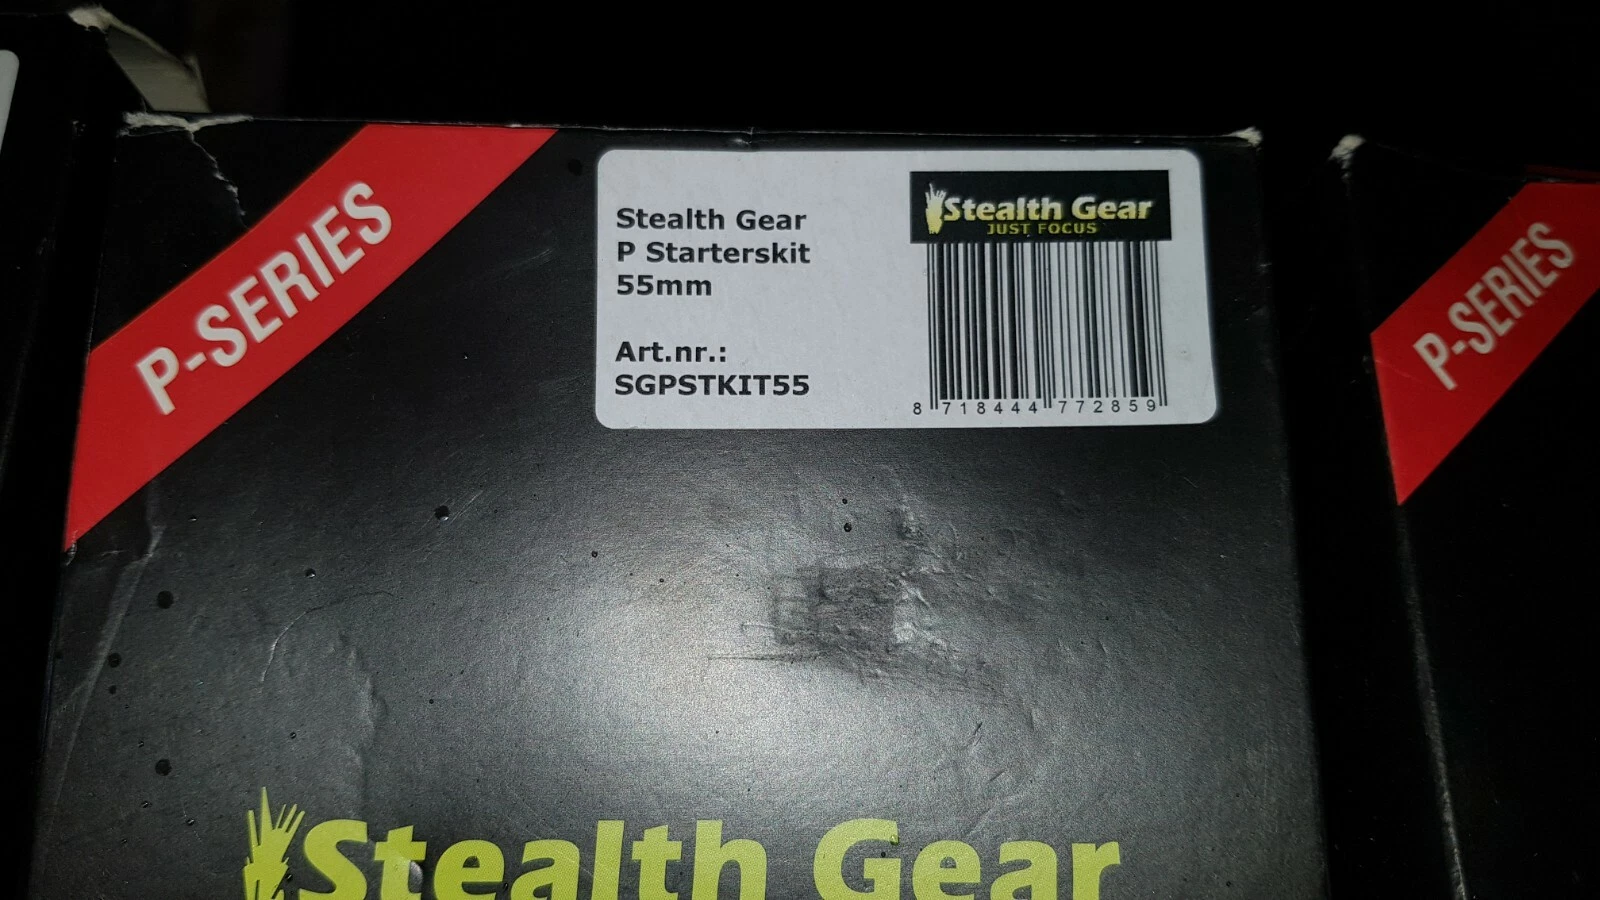 P-SERIES
Stealth Gear
P Starterskit
55mm
Art.nr.:
SGPSTKIT55
Stealth Gear
JUST FOCUS
8 718444 772859
P-SERIES
Stealth Gear